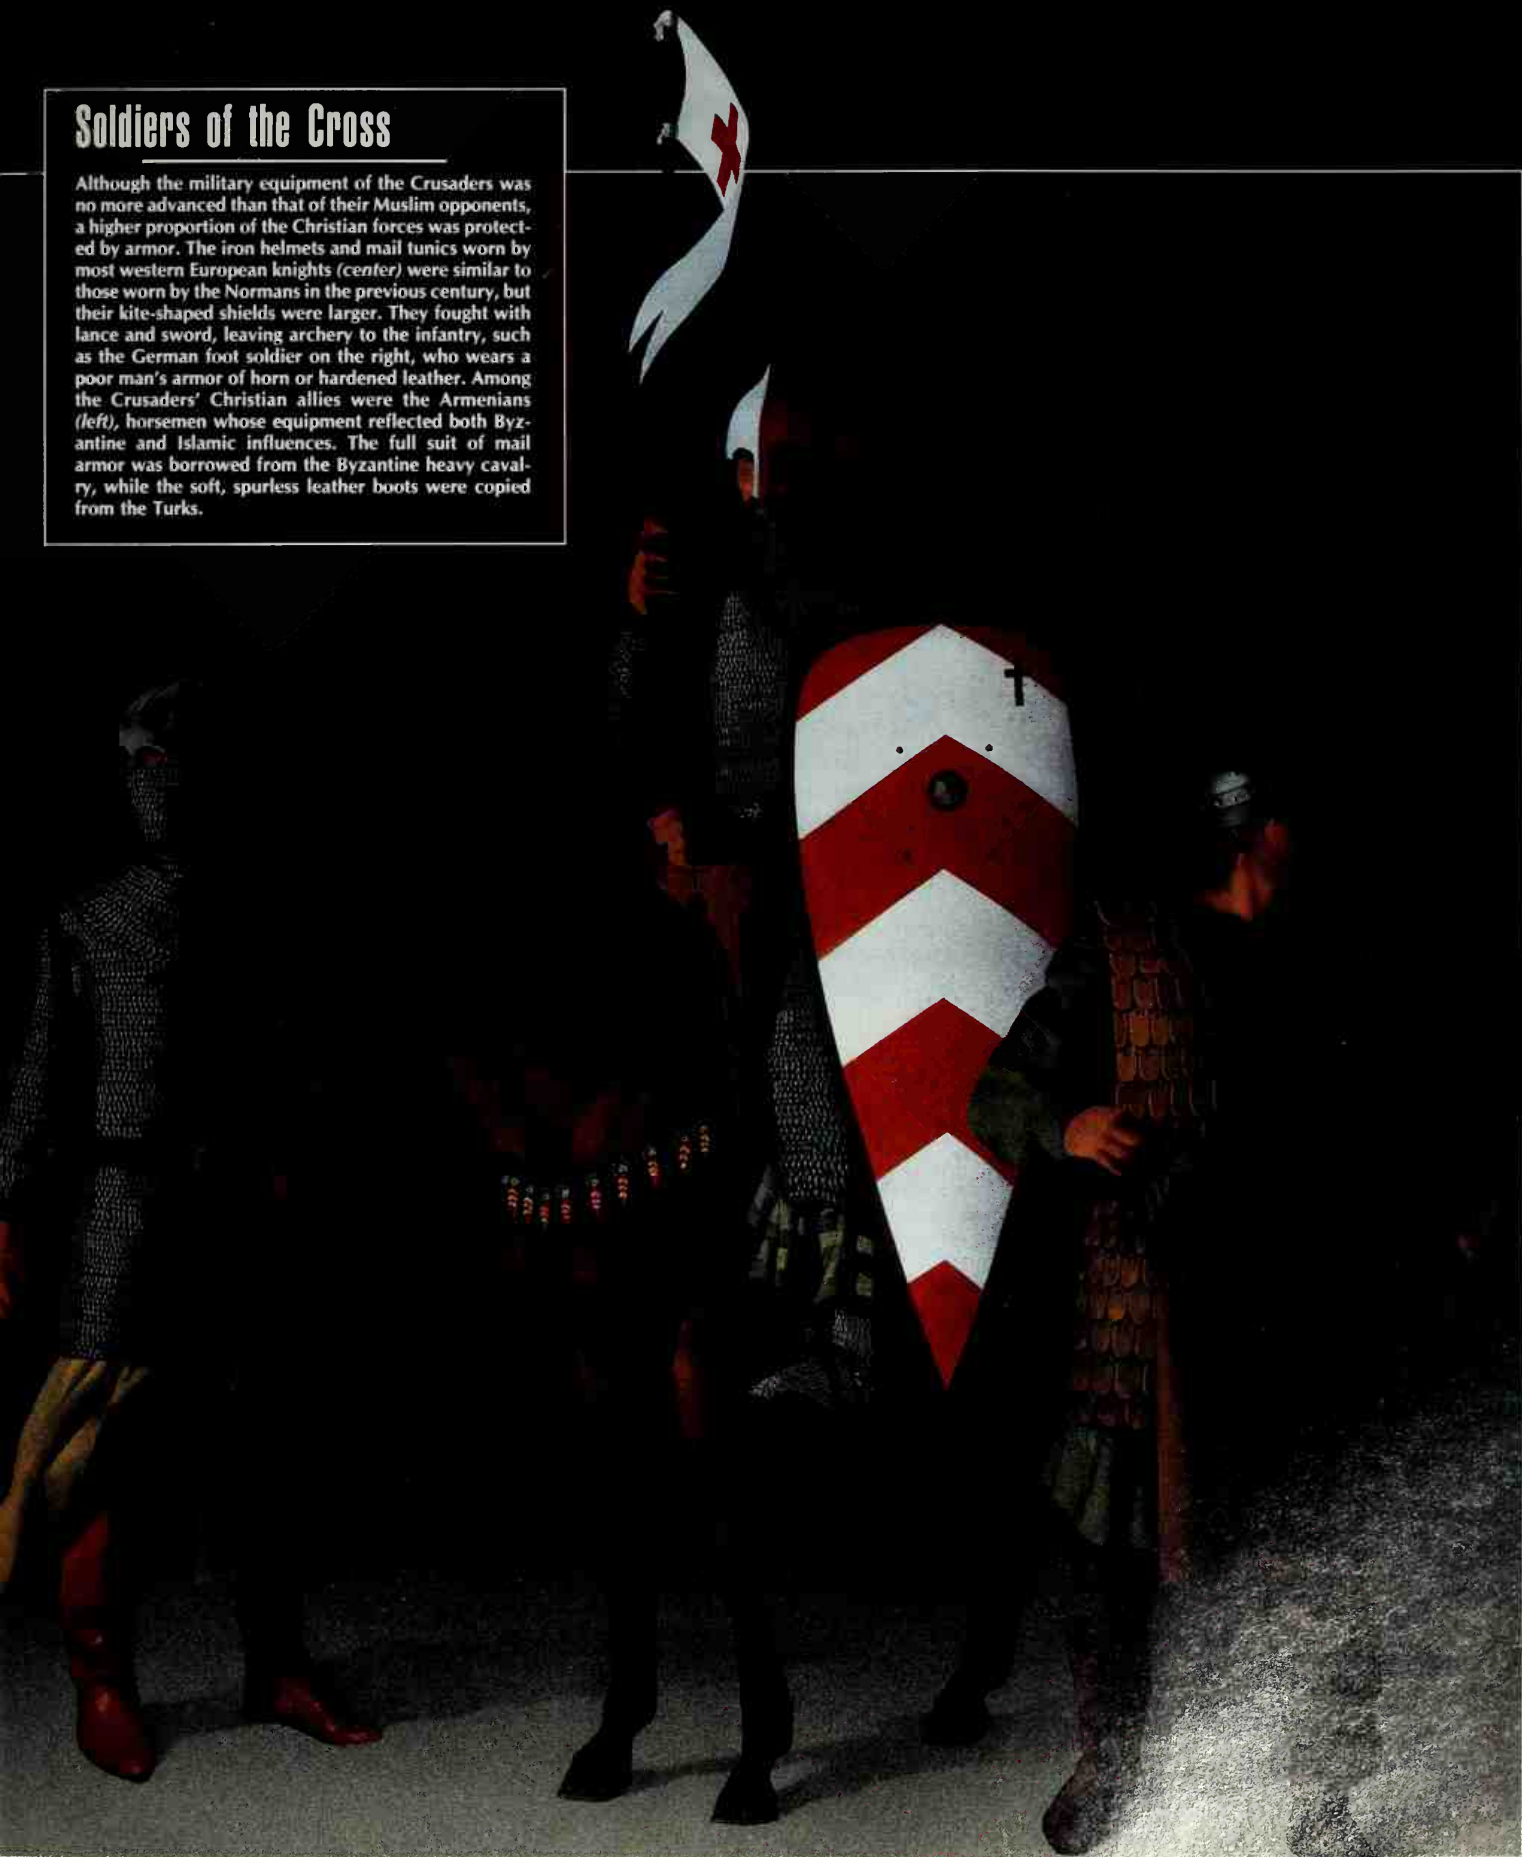 Soldiers of the Cross
Although the military equipment of the Crusaders was
no more advanced than that of their Muslim opponents,
a higher proportion of the Christian forces was protect-
ed by armor. The iron helmets and mail tunics worn by
most western European knights (center) were similar to
those worn by the Normans in the previous century, but
their kite-shaped shields were larger. They fought with
lance and sword, leaving archery to the infantry, such
as the German foot soldier on the right, who wears a
poor man's armor of horn or hardened leather. Among
the Crusaders' Christian allies were the Armenians
(left), horsemen whose equipment reflected both Byz-
antine and Islamic influences. The full suit of mail
armor was borrowed from the Byzantine heavy caval-
ry, while the soft, spurless leather boots were copied
from the Turks.